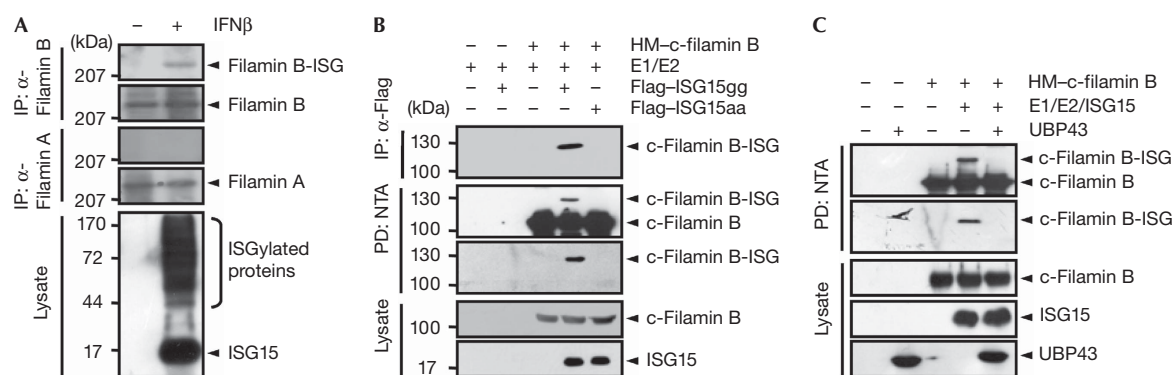 A
– + IFNβ
(kDa)
IP: α-
Filamin B
207
Filamin B-ISG
207
Filamin B
IP: α-
Filamin A
207
207
Filamin A
Lysate
170
72
44
17
ISGylated
proteins
ISG15
B
– – + + + HM–c-filamin B
+ + + + + E1/E2
– + – + – Flag–ISG15gg
– – – – + Flag–ISG15aa
(kDa)
IP: α-Flag
130
100
c-Filamin B-ISG
PD: NTA
130
100
c-Filamin B-ISG
c-Filamin B
130
100
c-Filamin B-ISG
Lysate
100
c-Filamin B
17
ISG15
C
– – + + + HM–c-filamin B
– – – + + E1/E2/ISG15
– + – – + UBP43
PD: NTA
c-Filamin B-ISG
c-Filamin B
c-Filamin B-ISG
Lysate
c-Filamin B
ISG15
UBP43